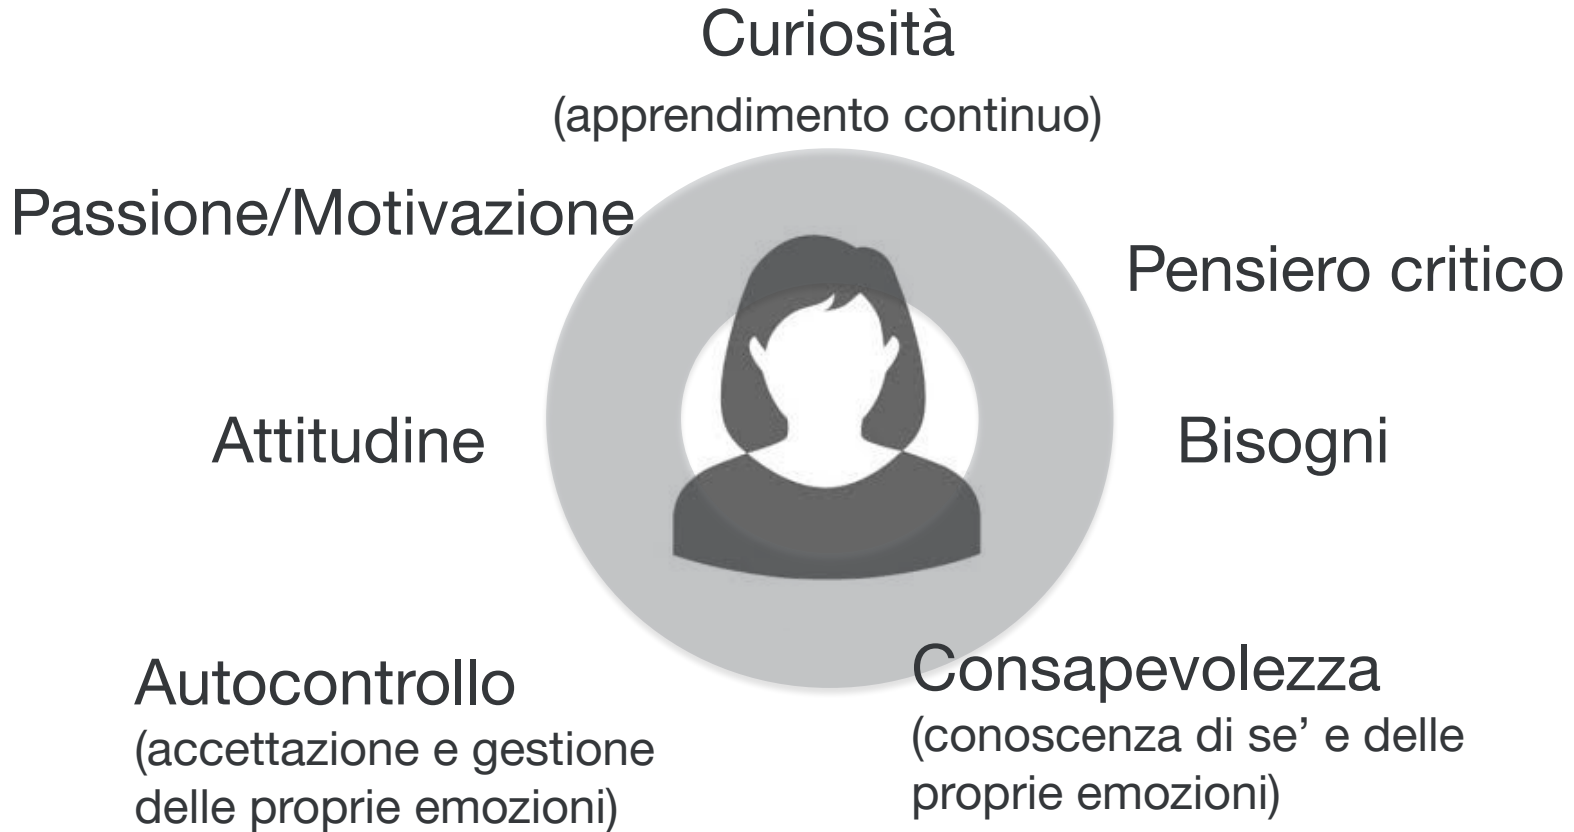 Curiosità
(apprendimento continuo)
Passione/Motivazione
Pensiero critico
Attitudine
Bisogni
Autocontrollo
(accettazione e gestione
delle proprie emozioni)
Consapevolezza
(conoscenza di se’ e delle
proprie emozioni)